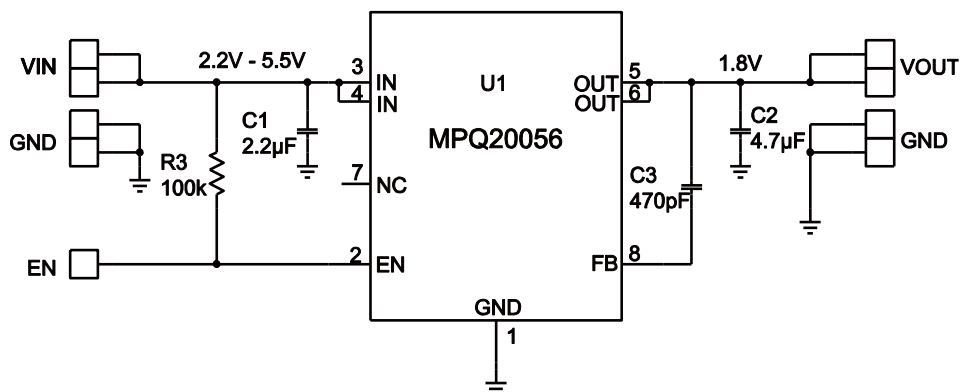 VIN
2.2V - 5.5V
3
IN
4
IN
U1
5
OUT
6
OUT
1.8V
VOUT
GND
C1
2.2µF
MPQ20056
C2
4.7µF
GND
R3
100k
7
NC
C3
470pF
EN
2
EN
FB
8
GND
1